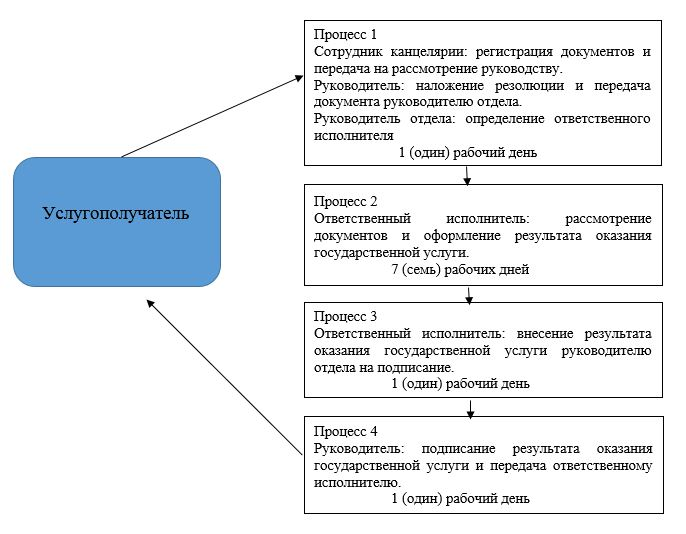 Услугополучатель
Процесс 1
Сотрудник канцелярии: регистрация документов и
передача на рассмотрение руководству.
Руководитель: наложение резолюции и передача
документа руководителю отдела.
Руководитель отдела: определение ответственного
исполнителя
1 (один) рабочий день
Процесс 2
Ответственный исполнитель: рассмотрение
документов и оформление результата оказания
государственной услуги.
7 (семь) рабочих дней
Процесс 3
Ответственный исполнитель: внесение результата
оказания государственной услуги руководителю
отдела на подписание.
1 (один) рабочий день
Процесс 4
Руководитель: подписание результата оказания
государственной услуги и передача ответственному
исполнителю.
1 (один) рабочий день